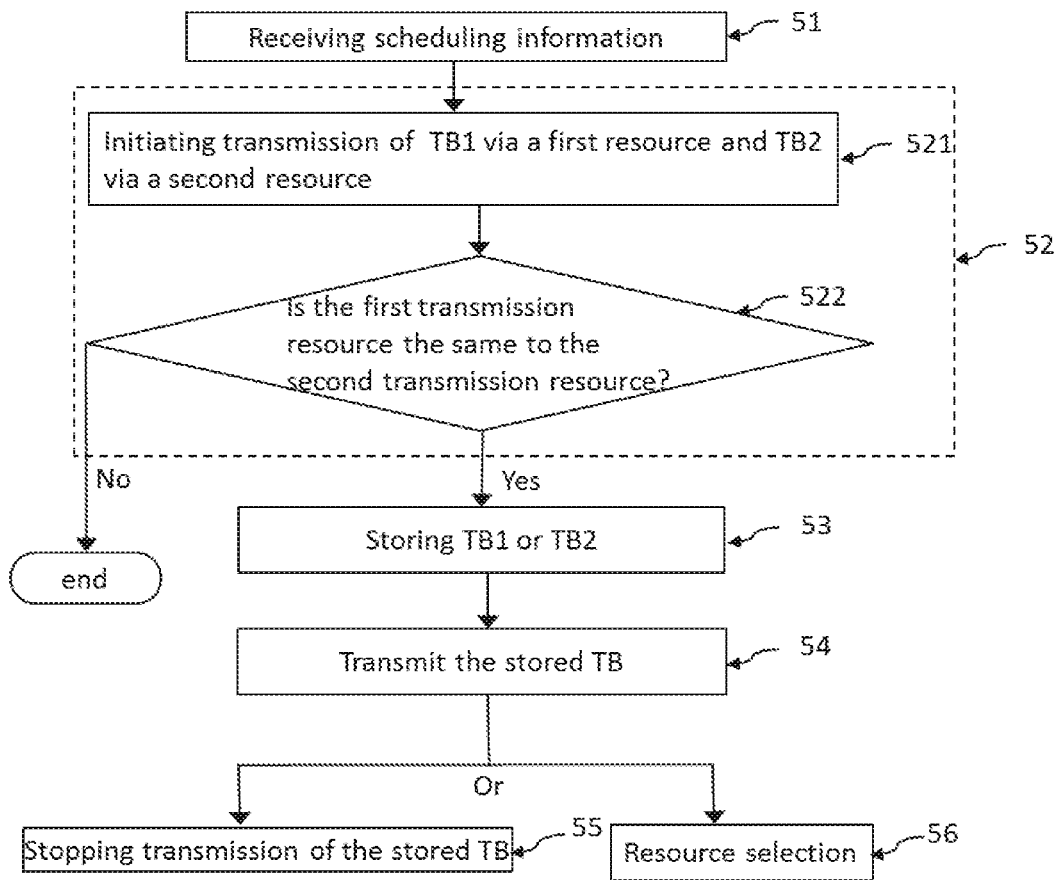 Receiving scheduling information
51
Initiating transmission of TB1 via a first resource and TB2
via a second resource
521
52
Is the first transmission
resource the same to the
second transmission resource?
522
No
Yes
end
Storing TB1 or TB2
53
Transmit the stored TB
54
Or
Stopping transmission of the stored TB
55
Resource selection
56